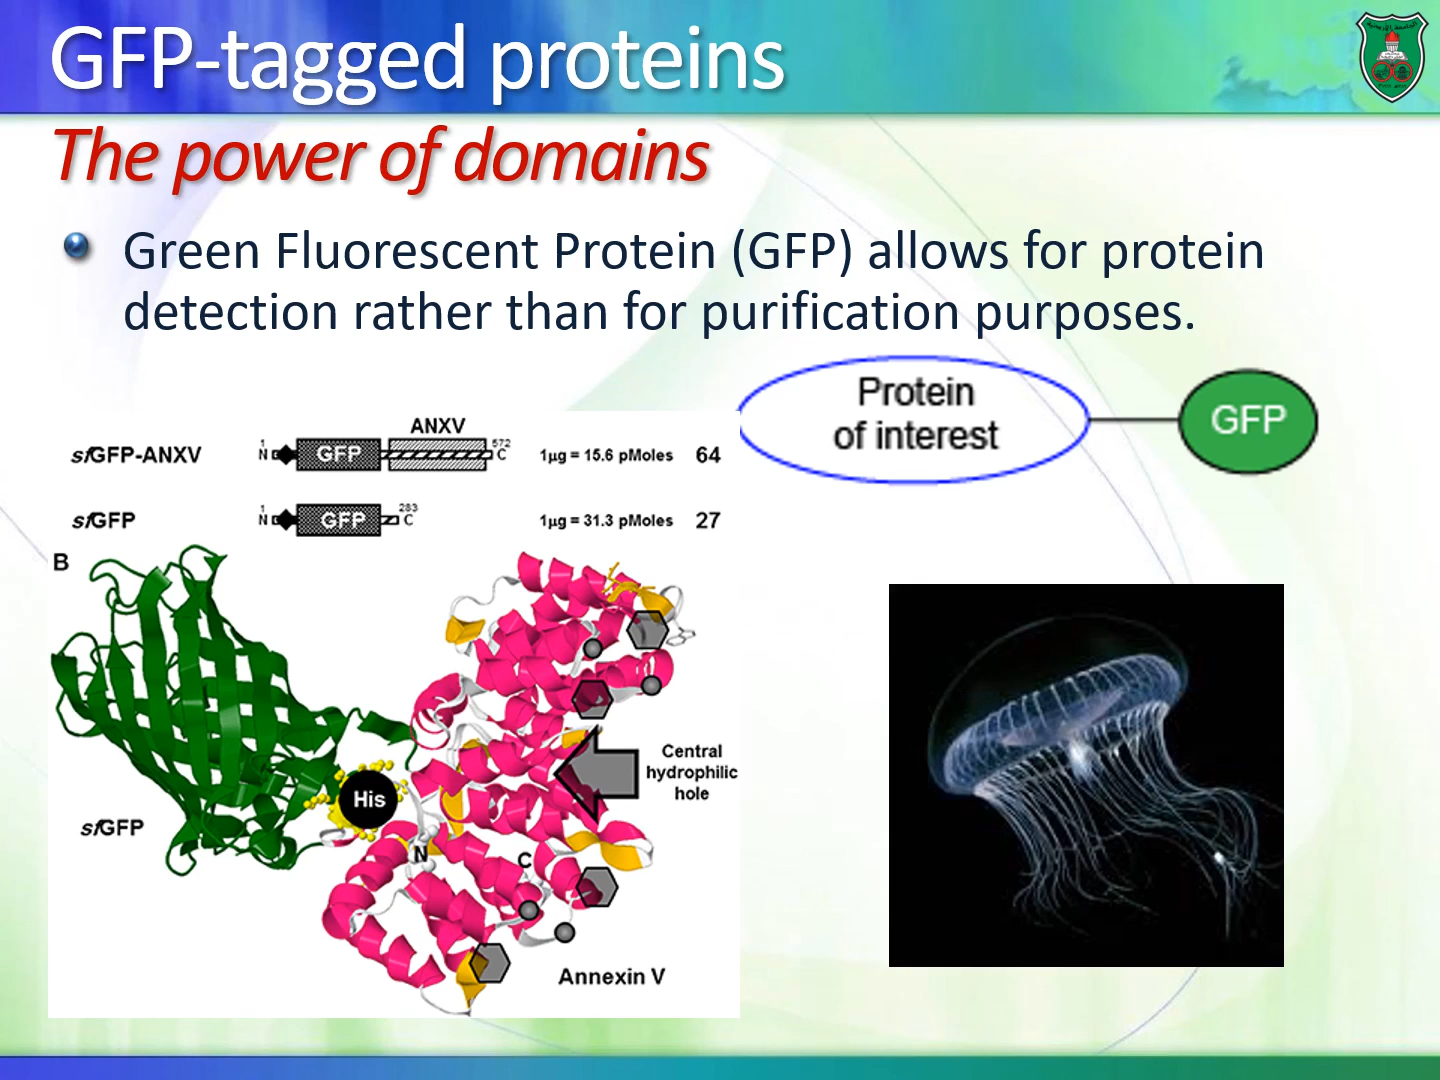 GFP-tagged proteins
The power of domains
Green Fluorescent Protein (GFP) allows for protein
detection rather than for purification purposes.
Protein
of interest
GFP
ANXV
sfGFP-ANXV
1
N
GFP
572
C
1µg = 15.6 pMoles
64
sfGFP
1
N
GFP
283
C
1µg = 31.3 pMoles
27
B
Central
hydrophilic
hole
His
sfGFP
N
C
Annexin V